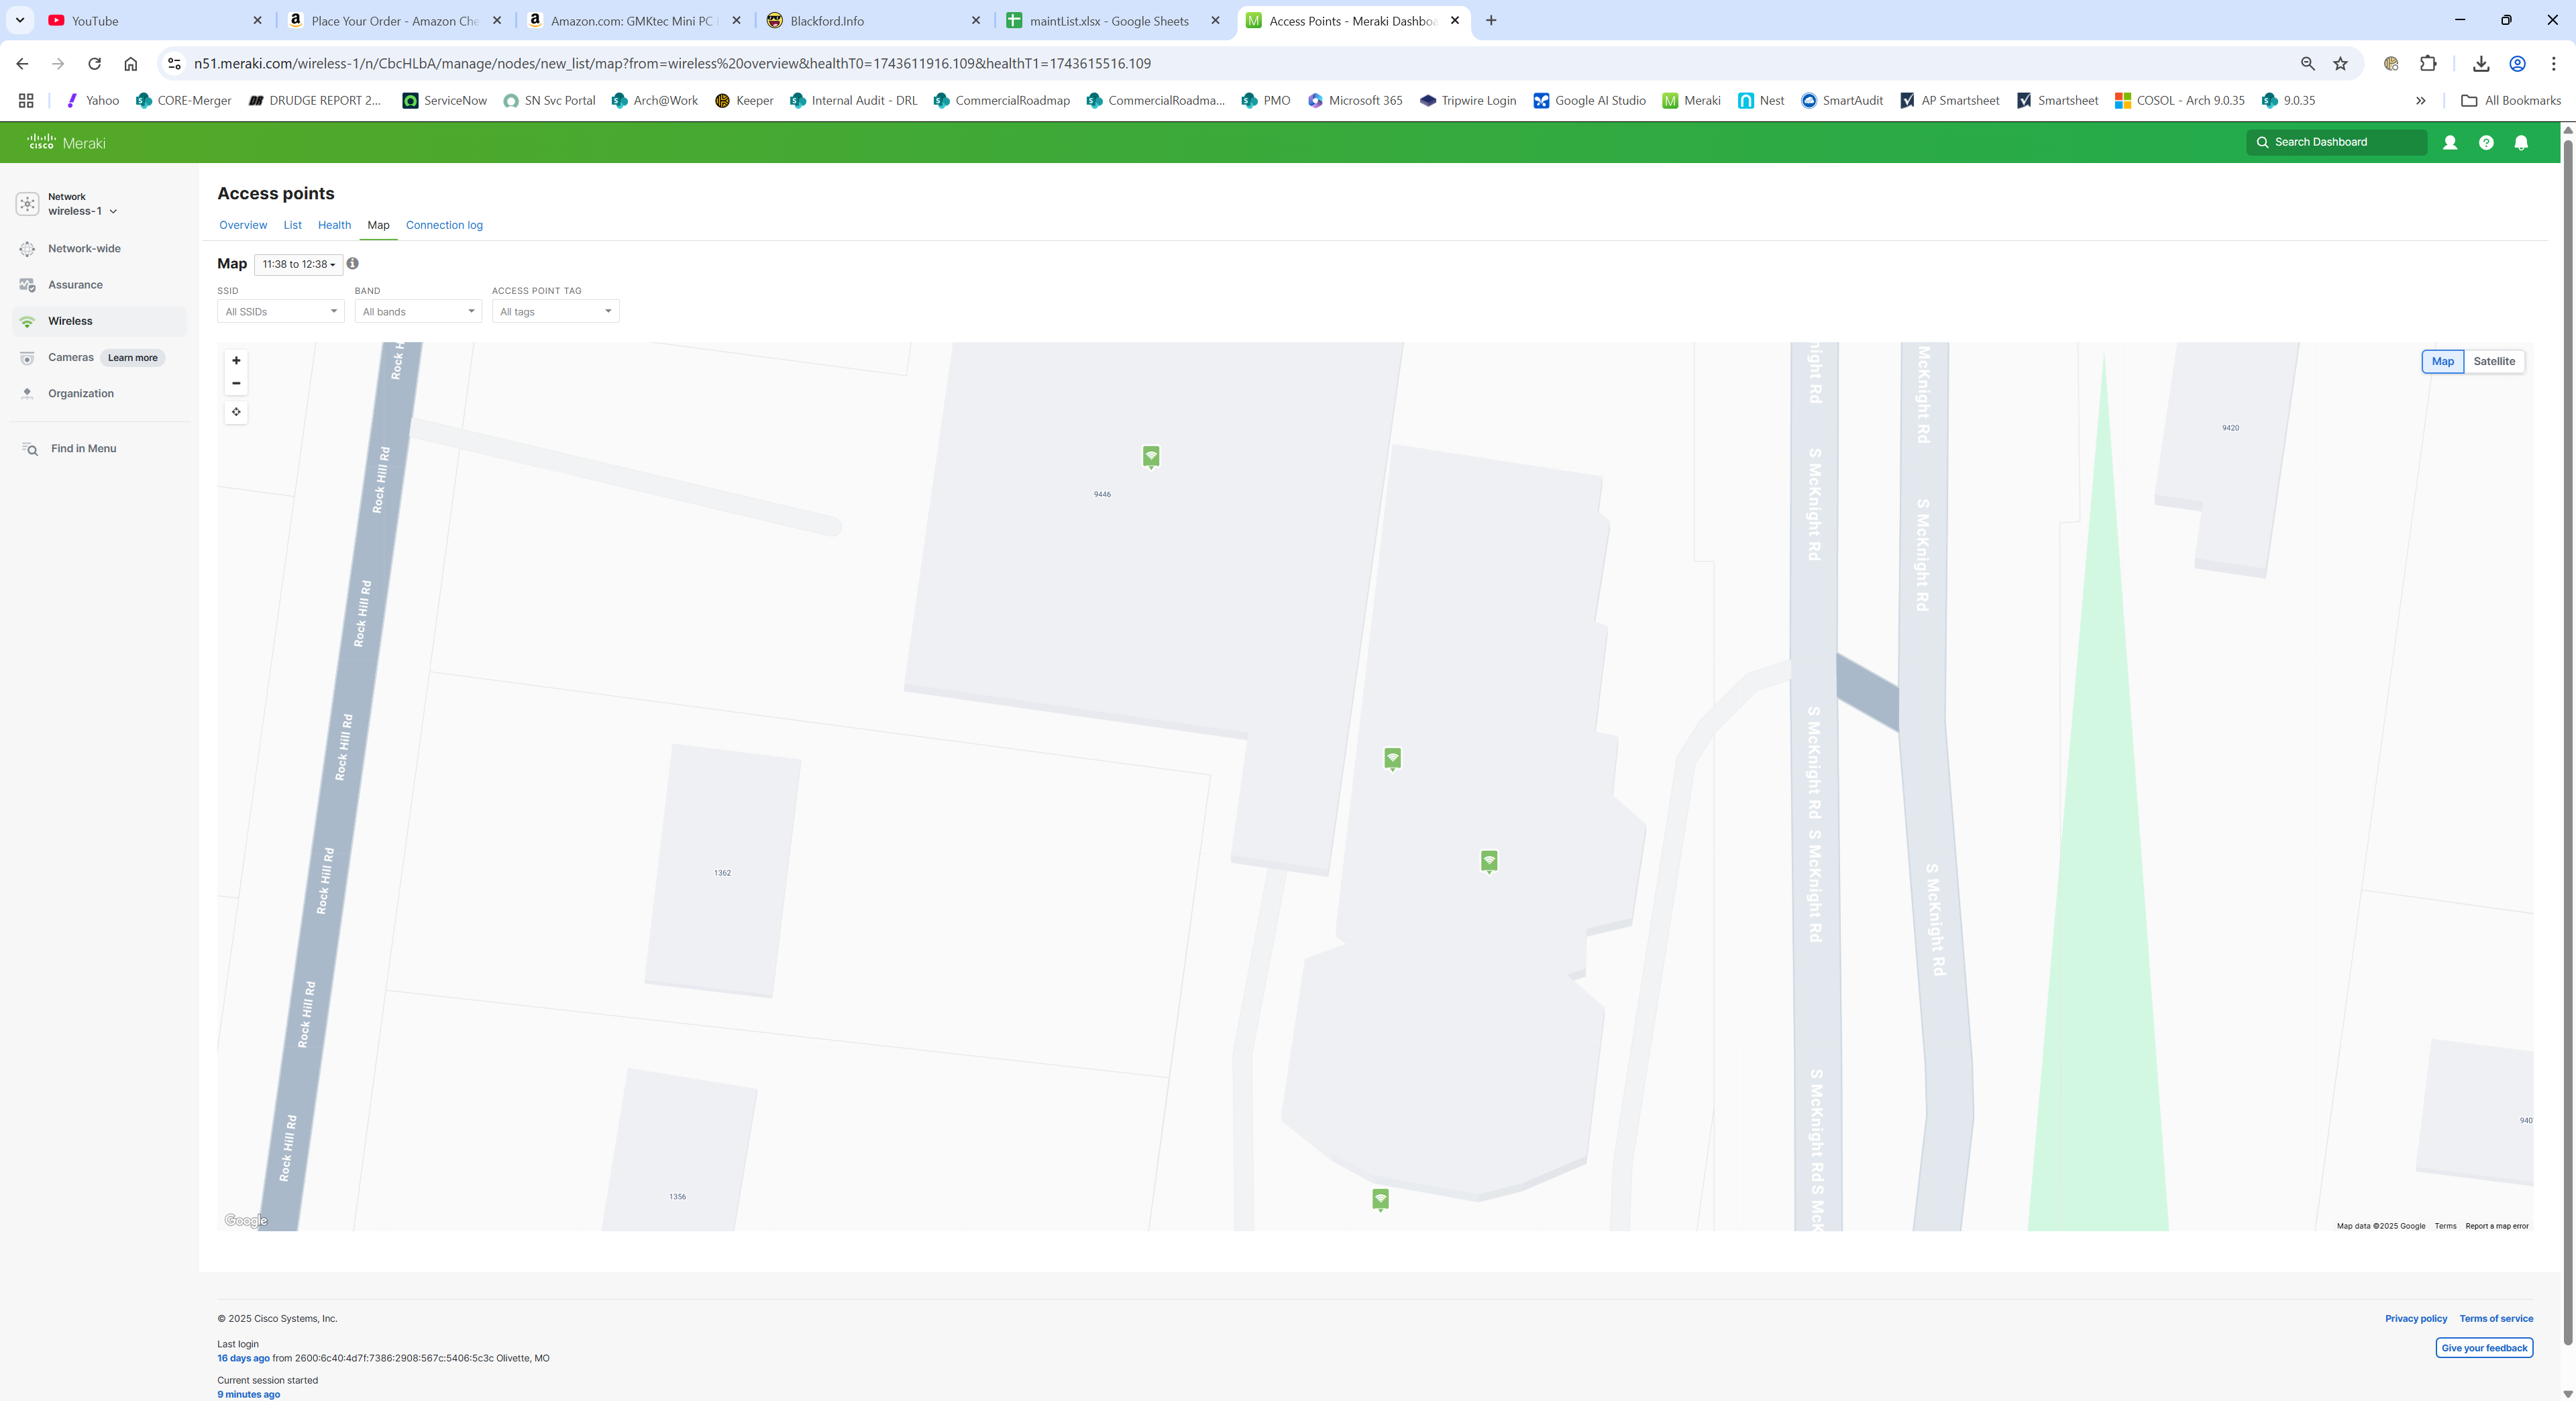 YouTube
Place Your Order - Amazon Che
Amazon.com: GMKtec Mini PC
Blackford.Info
maintList.xlsx - Google Sheets
Access Points - Meraki Dashboa
n51.meraki.com/wireless-1/n/CbcHLbA/manage/nodes/new_list/map?from=wireless%20overview&healthT0=1743611916.109&healthT1=1743615516.109
Yahoo
CORE-Merger
DR DRUDGE REPORT 2...
ServiceNow
SN Svc Portal
Arch@Work
Keeper
Internal Audit - DRL
CommercialRoadmap
CommercialRoadma...
PMO
Microsoft 365
Tripwire Login
Google AI Studio
M Meraki
Nest
SmartAudit
AP Smartsheet
Smartsheet
COSOL - Arch 9.0.35
9.0.35
All Bookmarks
cisco Meraki
Search Dashboard
Network
wireless-1
Network-wide
Assurance
Wireless
Cameras Learn more
Organization
Find in Menu
Access points
Overview
List
Health
Map
Connection log
Map 11:38 to 12:38
SSID
BAND
ACCESS POINT TAG
All SSIDs
All bands
All tags
Map
Satellite
Rock H
Rock Hill Rd
Rock Hill Rd
Rock Hill Rd
Rock Hill Rd
Rock Hill Rd
Rock Hill Rd
9446
1362
1356
night Rd
S McKnight Rd
S McKnight Rd
S McKnight Rd
S McKnight Rd
S McK
McKnight Rd
S McKnight Rd
S McKnight Rd
9420
940
Google
Map data ©2025 Google
Terms
Report a map error
© 2025 Cisco Systems, Inc.
Privacy policy
Terms of service
Last login
16 days ago from 2600:6c40:4d7f:7386:2908:567c:5406:5c3c Olivette, MO
Give your feedback
Current session started
9 minutes ago